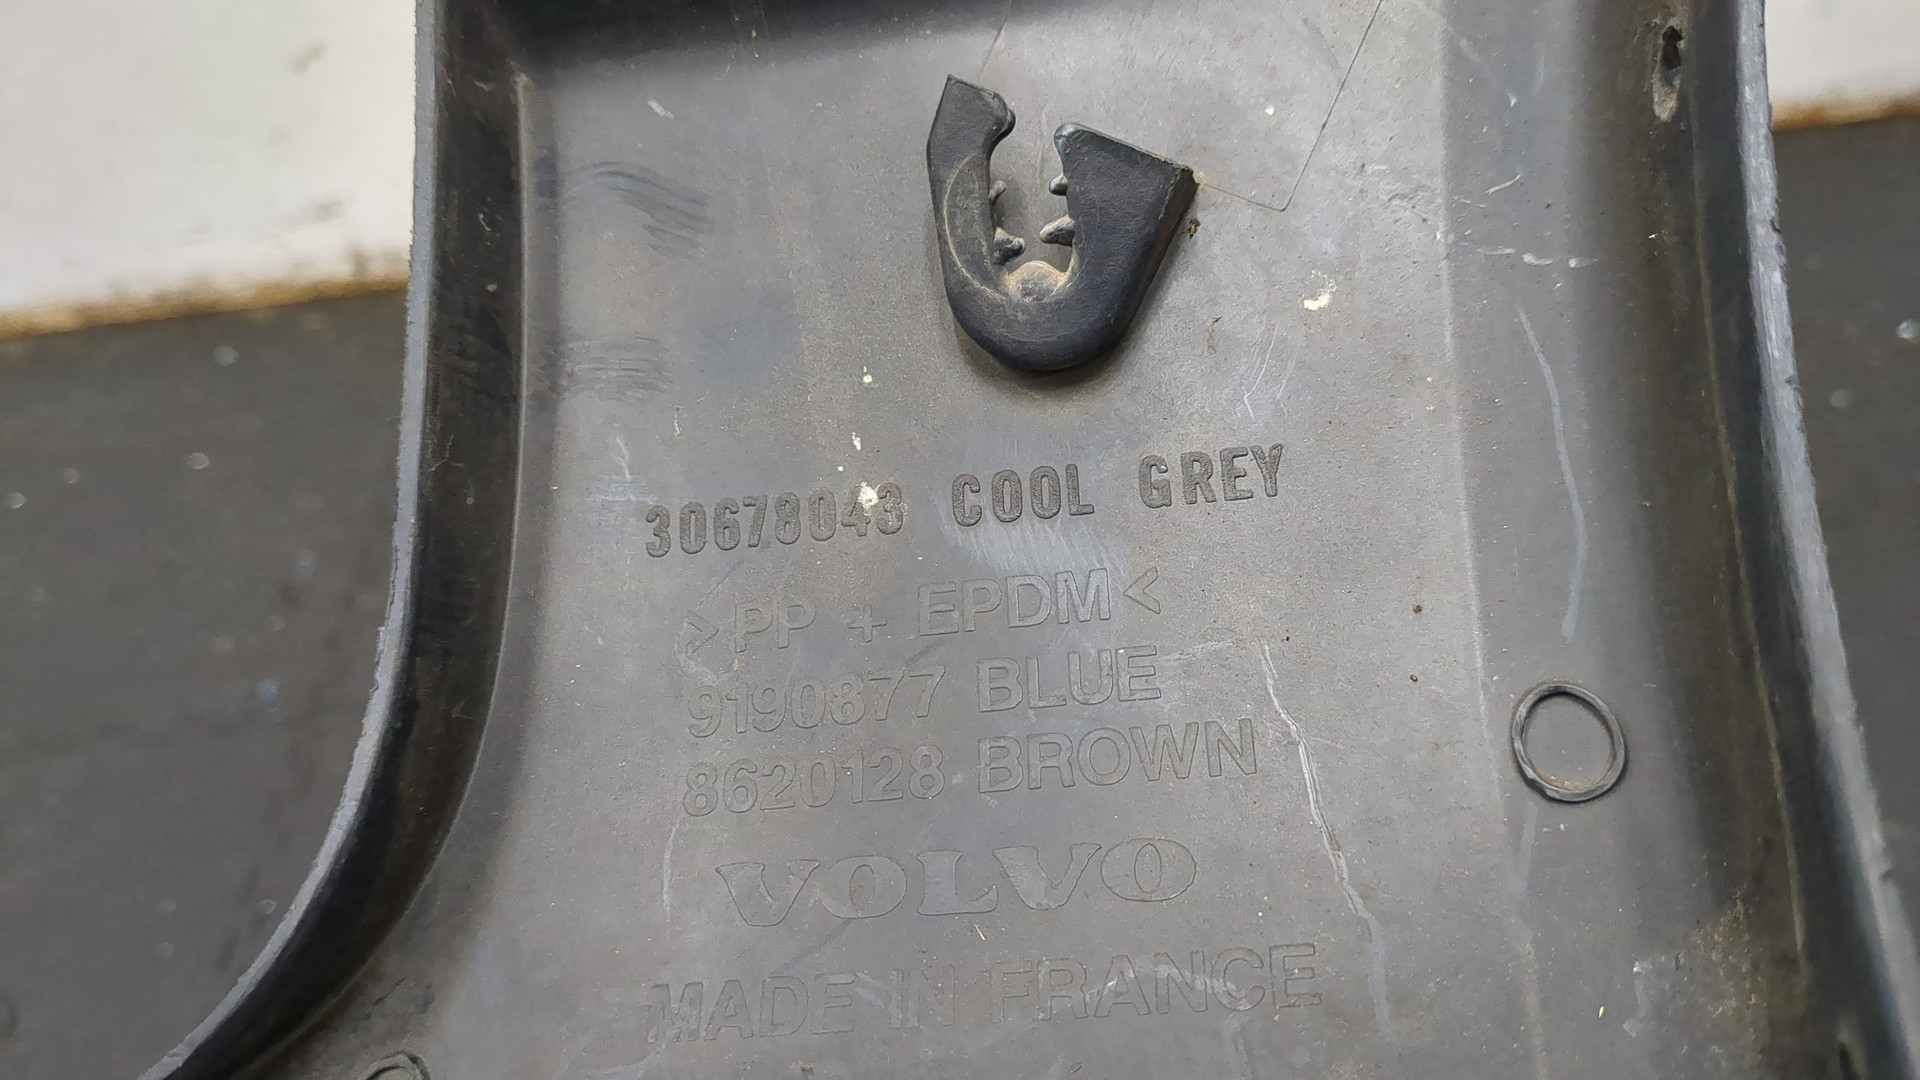 30678043 COOL GREY
>PP + EPDM<
9190877 BLUE
8620128 BROWN
VOLVO
MADE IN FRANCE